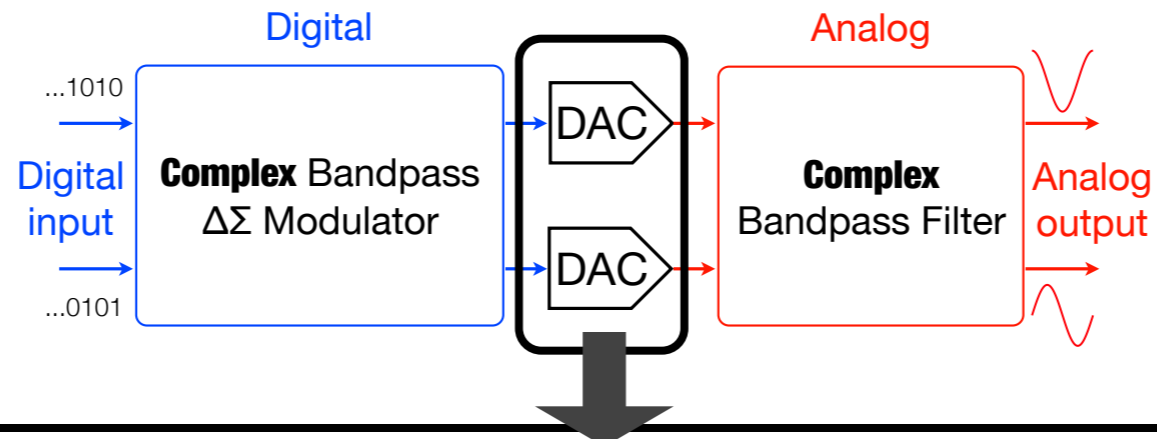 Digital
Analog
...1010
DAC
Digital
input
Complex Bandpass
ΔΣ Modulator
Complex
Bandpass Filter
Analog
output
DAC
...0101